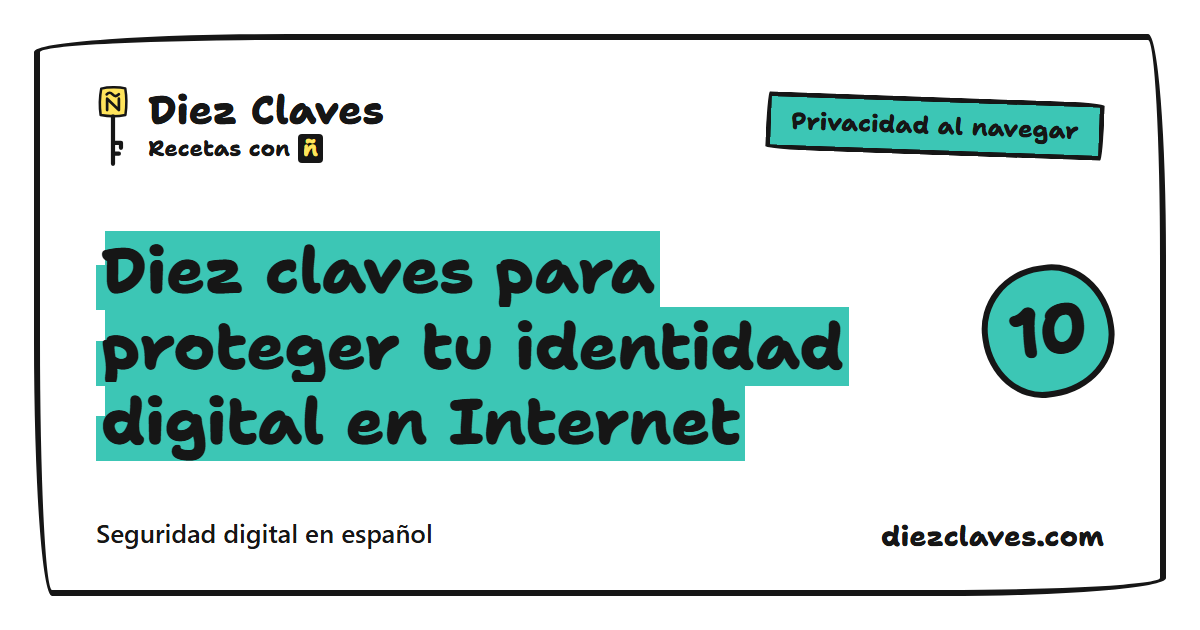 Ñ
Diez Claves
Recetas con ñ
Privacidad al navegar
Diez claves para
proteger tu identidad
digital en Internet
10
Seguridad digital en español
diezclaves.com